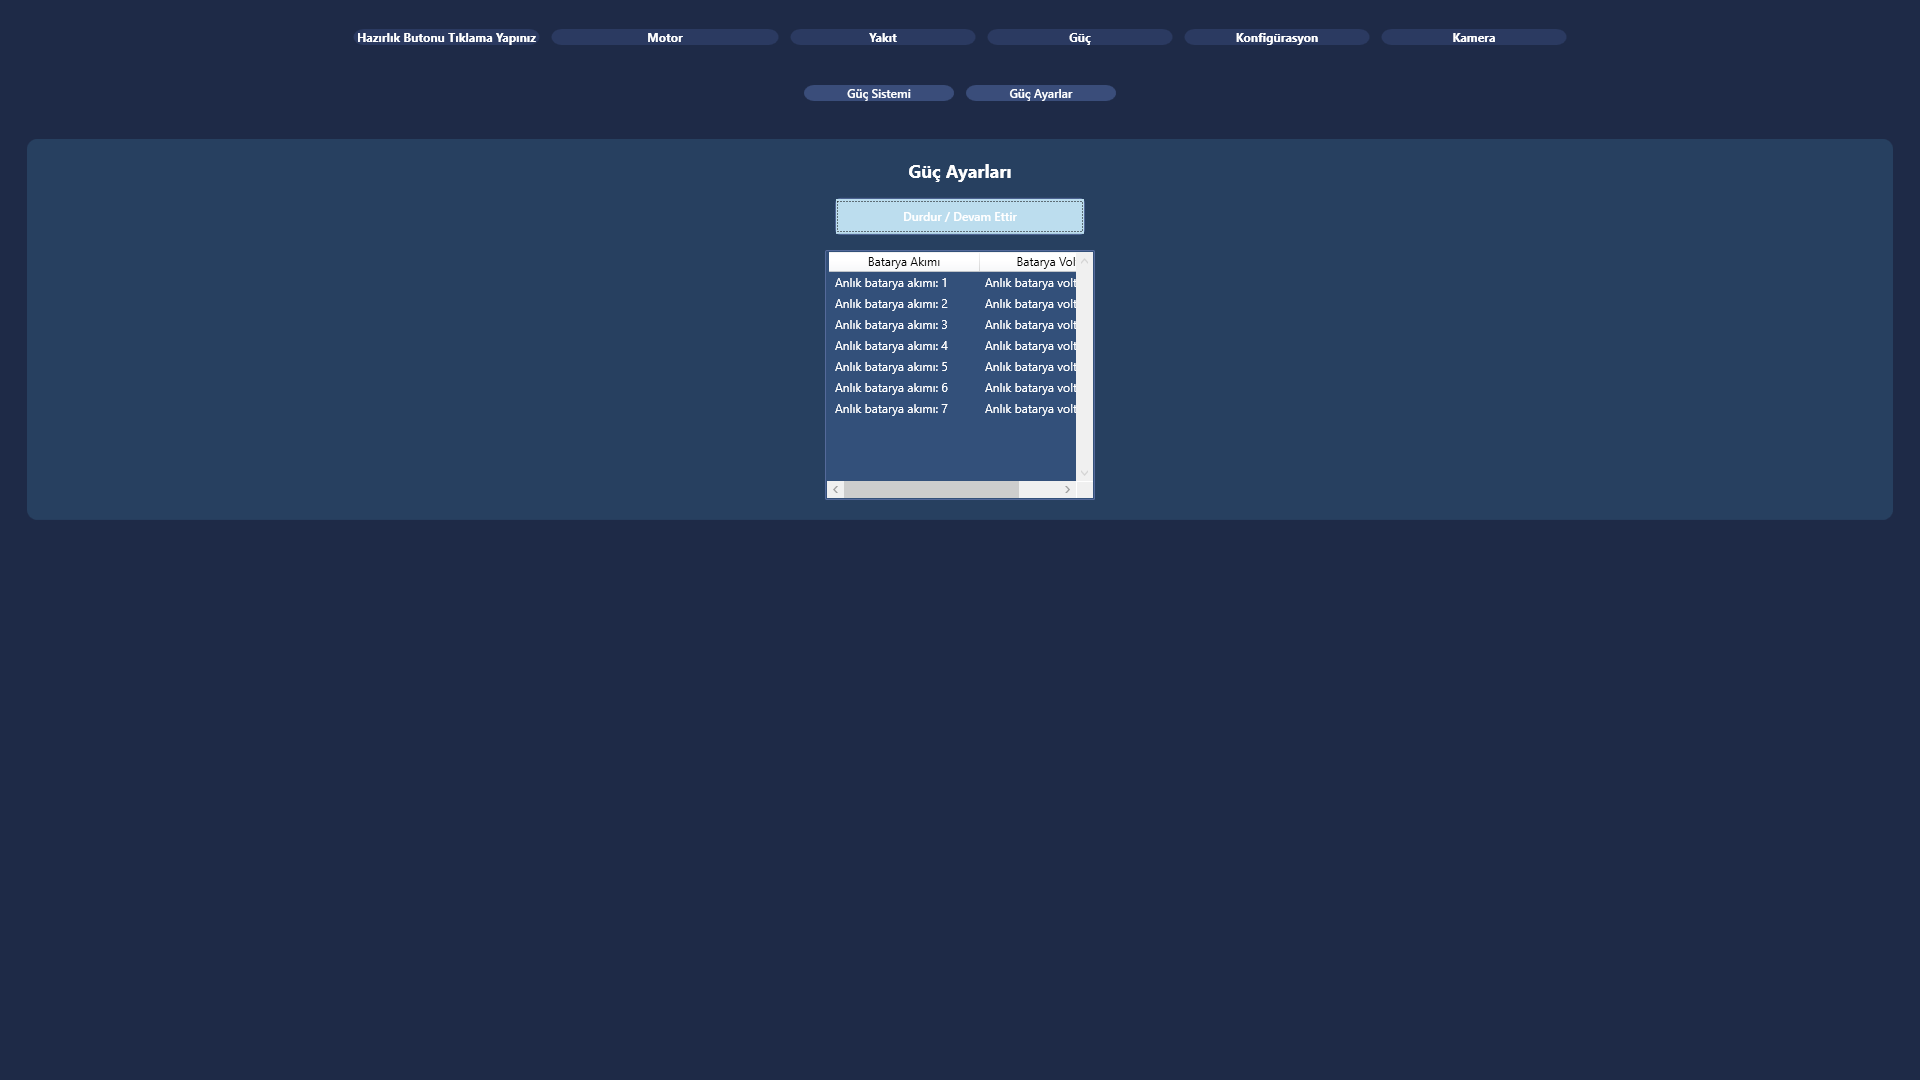 Hazırlık Butonu Tıklama Yapınız Motor Yakıt Güç Konfigürasyon Kamera
Güç Sistemi Güç Ayarlar
Güç Ayarları
Durdur / Devam Ettir
Batarya Akımı Batarya Vol
Anlık batarya akımı: 1 Anlık batarya volt
Anlık batarya akımı: 2 Anlık batarya volt
Anlık batarya akımı: 3 Anlık batarya volt
Anlık batarya akımı: 4 Anlık batarya volt
Anlık batarya akımı: 5 Anlık batarya volt
Anlık batarya akımı: 6 Anlık batarya volt
Anlık batarya akımı: 7 Anlık batarya volt